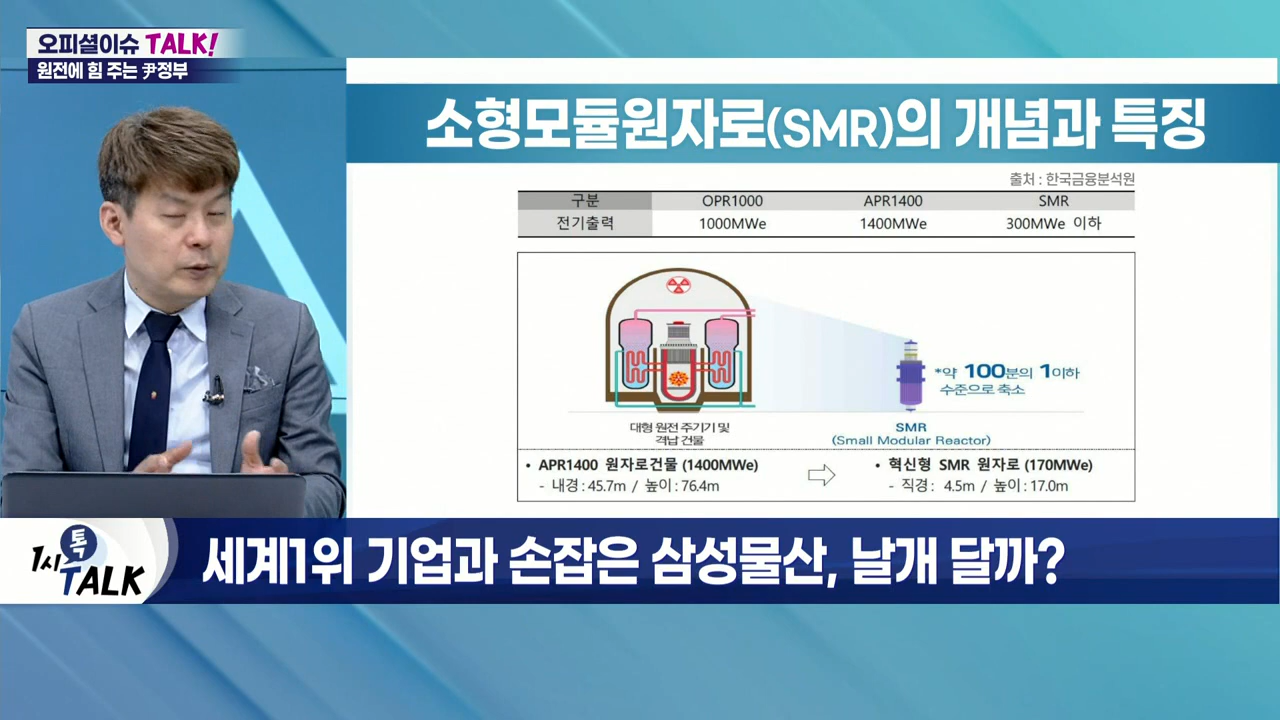 오피셜이슈 TALK!
원전에 힘 주는 尹정부
소형모듈원자로(SMR)의 개념과 특징
출처 : 한국금융분석원
구분 OPR1000 APR1400 SMR
전기출력 1000MWe 1400MWe 300MWe 이하
*약 100분의 1이하
수준으로 축소
대형 원전 주기기 및
격납 건물
SMR
(Small Modular Reactor)
• APR1400 원자로건물 (1400MWe)
- 내경 : 45.7m / 높이 : 76.4m
• 혁신형 SMR 원자로 (170MWe)
- 직경 : 4.5m / 높이 : 17.0m
1시톡
TALK
세계1위 기업과 손잡은 삼성물산, 날개 달까?